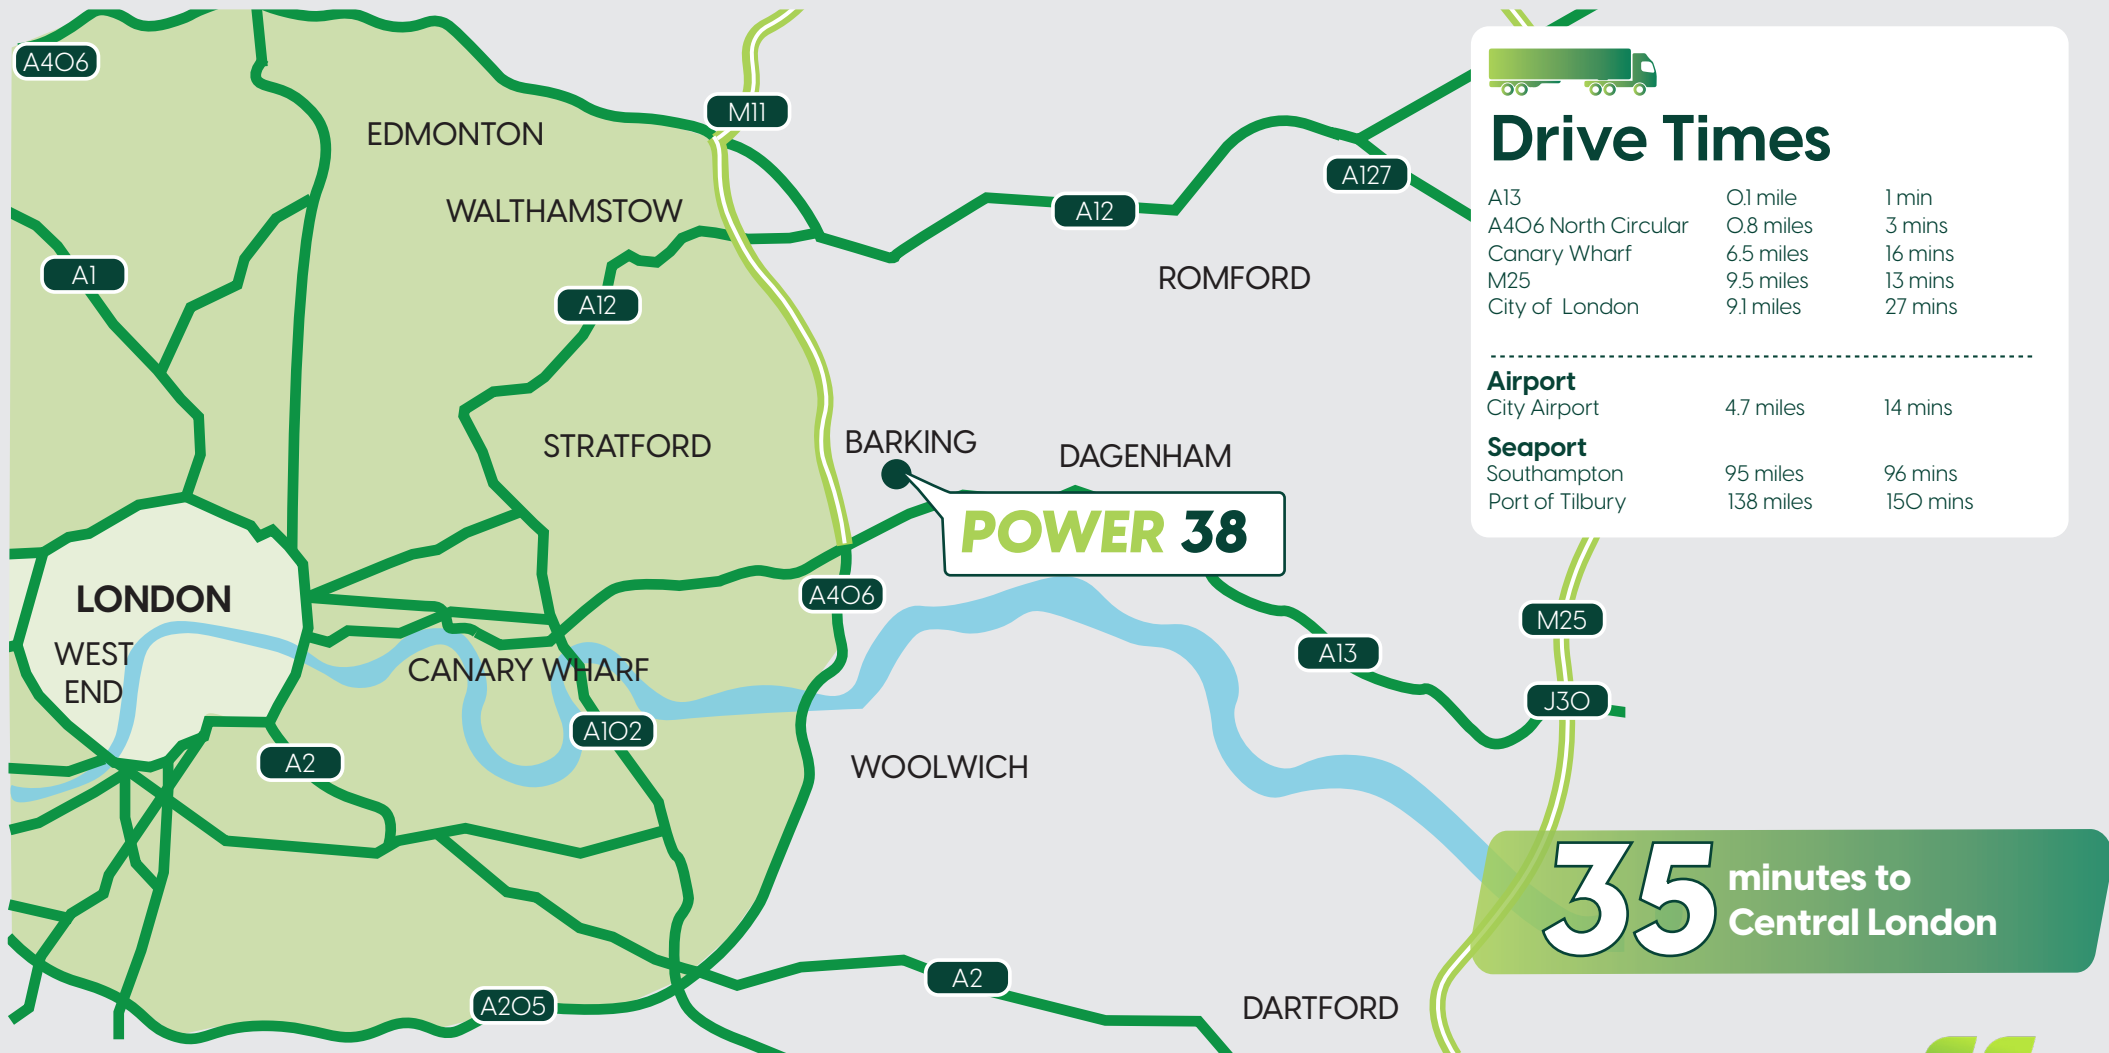 A406
M11
EDMONTON
A127
WALTHAMSTOW
A12
A1
ROMFORD
A12
STRATFORD
BARKING
DAGENHAM
POWER 38
LONDON
A406
M25
WEST
END
CANARY WHARF
A13
J30
A102
A2
WOOLWICH
A2
A205
DARTFORD
Drive Times
A13 0.1 mile 1 min
A406 North Circular 0.8 miles 3 mins
Canary Wharf 6.5 miles 16 mins
M25 9.5 miles 13 mins
City of London 9.1 miles 27 mins
Airport
City Airport 4.7 miles 14 mins
Seaport
Southampton 95 miles 96 mins
Port of Tilbury 138 miles 150 mins
35 minutes to
Central London